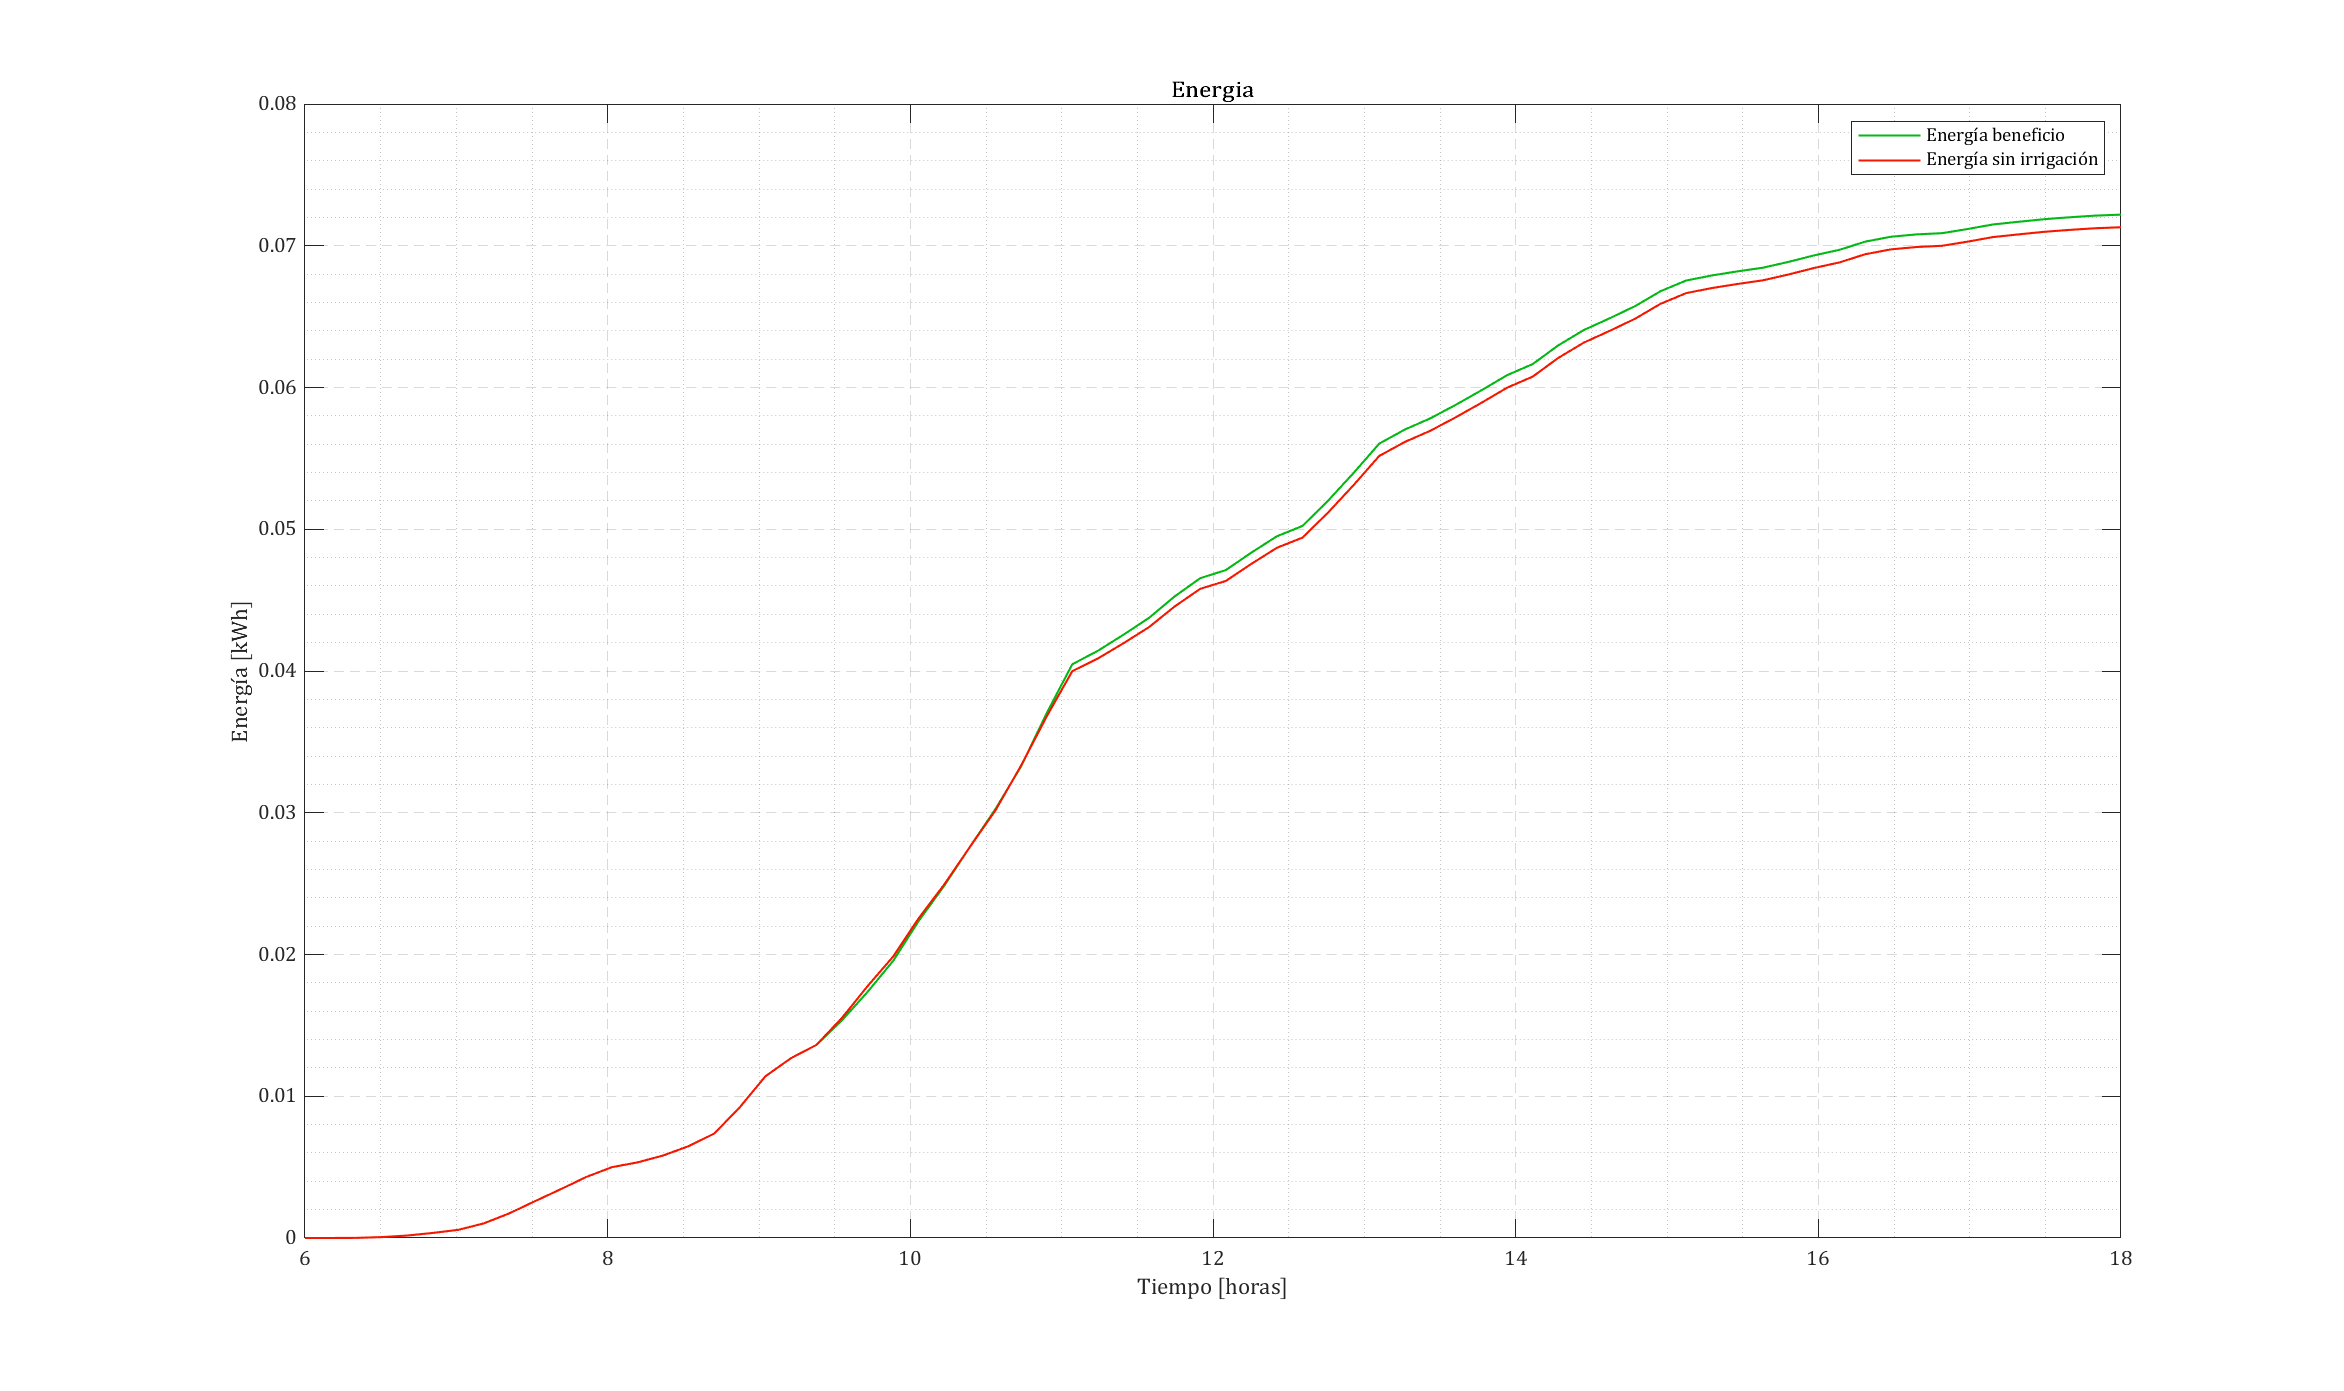 Energia
0.08
Energía beneficio
Energía sin irrigación
0.07
0.06
0.05
0.04
0.03
0.02
0.01
0
Energía [kWh]
6 8 10 12 14 16 18
Tiempo [horas]